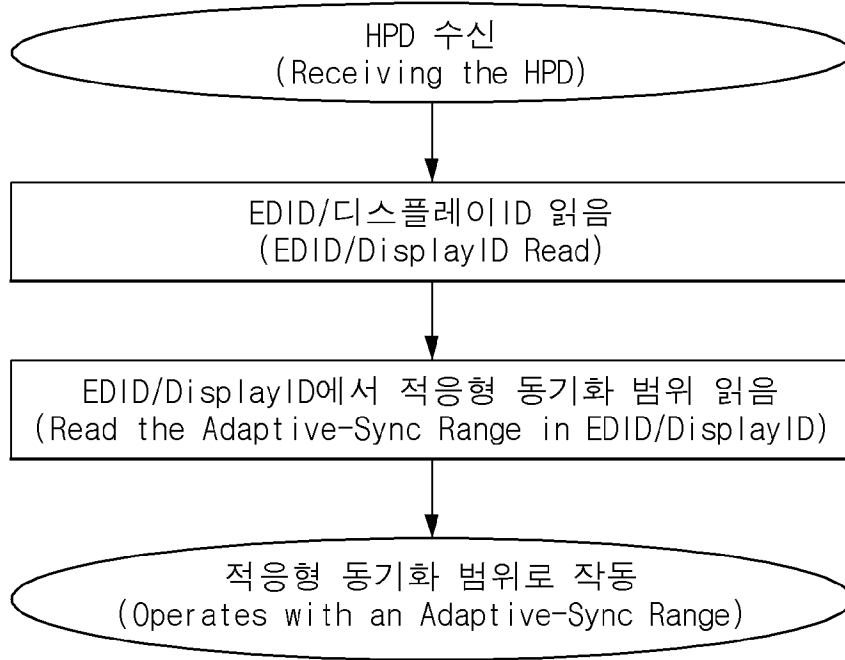 HPD 수신
(Receiving the HPD)
EDID/디스플레이ID 읽음
(EDID/DisplayID Read)
EDID/DisplayID에서 적응형 동기화 범위 읽음
(Read the Adaptive-Sync Range in EDID/DisplayID)
적응형 동기화 범위로 작동
(Operates with an Adaptive-Sync Range)